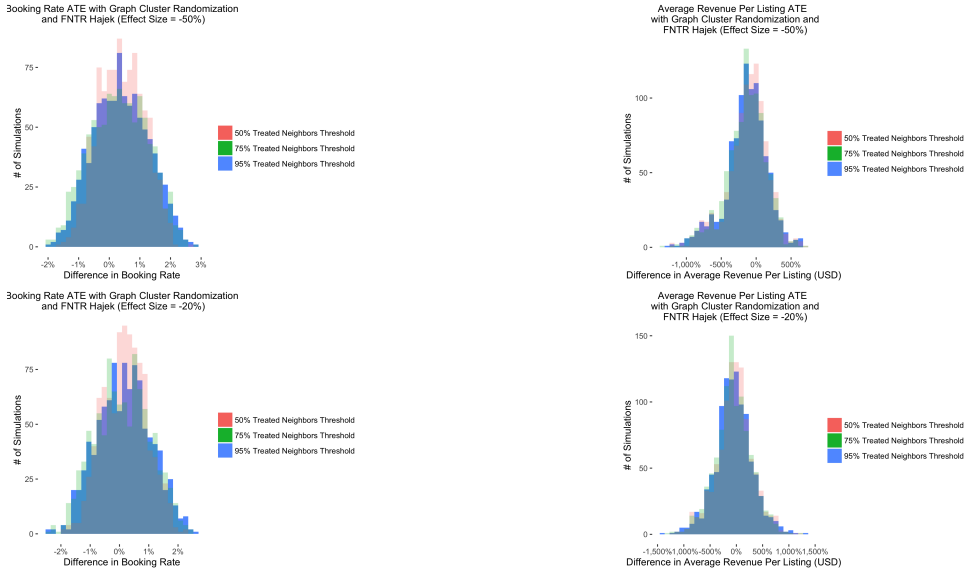 Booking Rate ATE with Graph Cluster Randomization
and FNTR Hajek (Effect Size = -50%)
75
50
25
0
# of Simulations
-2% -1% 0% 1% 2% 3%
Difference in Booking Rate
50% Treated Neighbors Threshold
75% Treated Neighbors Threshold
95% Treated Neighbors Threshold
Average Revenue Per Listing ATE
with Graph Cluster Randomization and
FNTR Hajek (Effect Size = -50%)
100
50
0
# of Simulations
-1,000% -500% 0% 500%
Difference in Average Revenue Per Listing (USD)
50% Treated Neighbors Threshold
75% Treated Neighbors Threshold
95% Treated Neighbors Threshold
Booking Rate ATE with Graph Cluster Randomization
and FNTR Hajek (Effect Size = -20%)
75
50
25
0
# of Simulations
-2% -1% 0% 1% 2%
Difference in Booking Rate
50% Treated Neighbors Threshold
75% Treated Neighbors Threshold
95% Treated Neighbors Threshold
Average Revenue Per Listing ATE
with Graph Cluster Randomization and
FNTR Hajek (Effect Size = -20%)
150
100
50
0
# of Simulations
-1,500% -1,000% -500% 0% 500% 1,000% 1,500%
Difference in Average Revenue Per Listing (USD)
50% Treated Neighbors Threshold
75% Treated Neighbors Threshold
95% Treated Neighbors Threshold